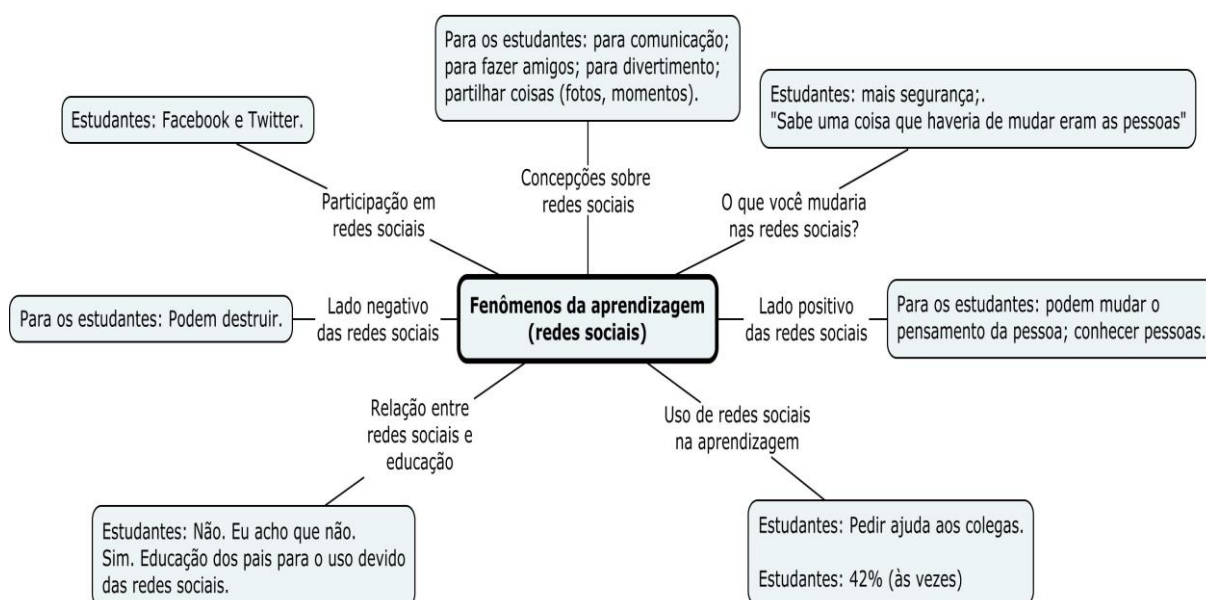 Para os estudantes: para comunicação;
para fazer amigos; para divertimento;
partilhar coisas (fotos, momentos).
Estudantes: Facebook e Twitter.
Estudantes: mais segurança;.
"Sabe uma coisa que haveria de mudar eram as pessoas"
Participação em
redes sociais
Concepções sobre
redes sociais
O que você mudaria
nas redes sociais?
Para os estudantes: Podem destruir.
Lado negativo
das redes sociais
Fenômenos da aprendizagem
(redes sociais)
Lado positivo
das redes sociais
Para os estudantes: podem mudar o
pensamento da pessoa; conhecer pessoas.
Relação entre
redes sociais e
educação
Uso de redes sociais
na aprendizagem
Estudantes: Não. Eu acho que não.
Sim. Educação dos pais para o uso devido
das redes sociais.
Estudantes: Pedir ajuda aos colegas.
Estudantes: 42% (às vezes)